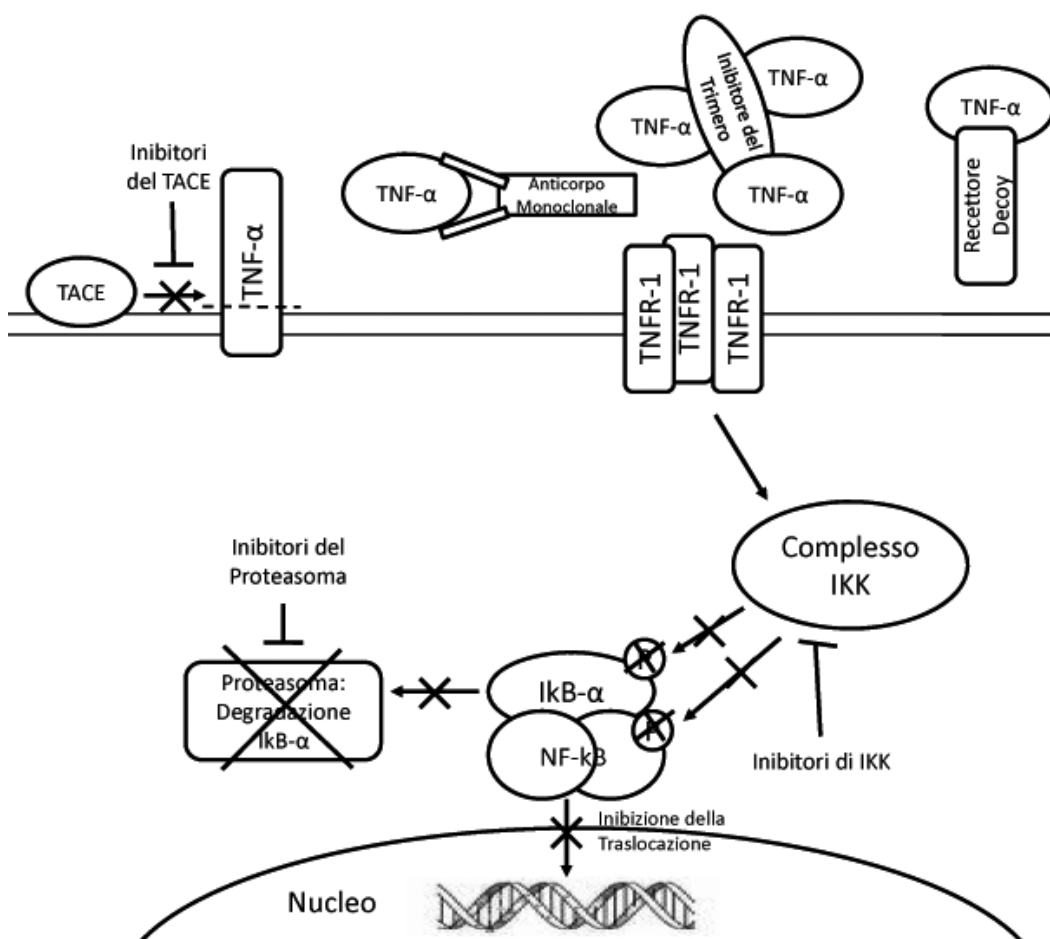 Inibitori
del TACE
TACE
TNF-α
TNF-α
Anticorpo
Monoclonale
TNF-α
Inibitore del
Trimero
TNF-α
TNF-α
TNF-α
Recettore
Decoy
TNFR-1
TNFR-1
TNFR-1
Complesso
IKK
Inibitori del
Proteasoma
Proteasoma:
Degradazione
IkB-α
IkB-α
P
P
NF-kB
Inibitori di IKK
Inibizione della
Traslocazione
Nucleo